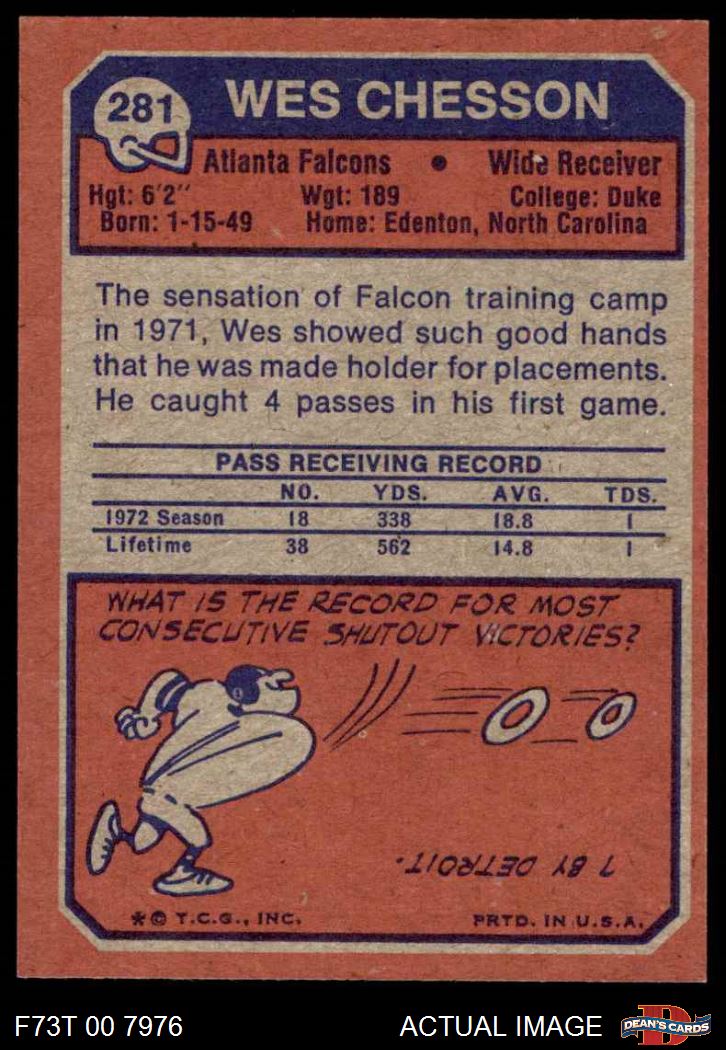 281
WES CHESSON
Atlanta Falcons • Wide Receiver
Hgt: 6'2" Wgt: 189 College: Duke
Born: 1-15-49 Home: Edenton, North Carolina
The sensation of Falcon training camp
in 1971, Wes showed such good hands
that he was made holder for placements.
He caught 4 passes in his first game.
PASS RECEIVING RECORD
NO. YDS. AVG. TDS.
1972 Season 18 338 18.8 1
Lifetime 38 562 14.8 1
WHAT IS THE RECORD FOR MOST
CONSECUTIVE SHUTOUT VICTORIES?
7 BY DETROIT.
*© T.C.G., INC. PRTD. IN U.S.A.
F73T 00 7976 ACTUAL IMAGE
DEAN'S CARDS